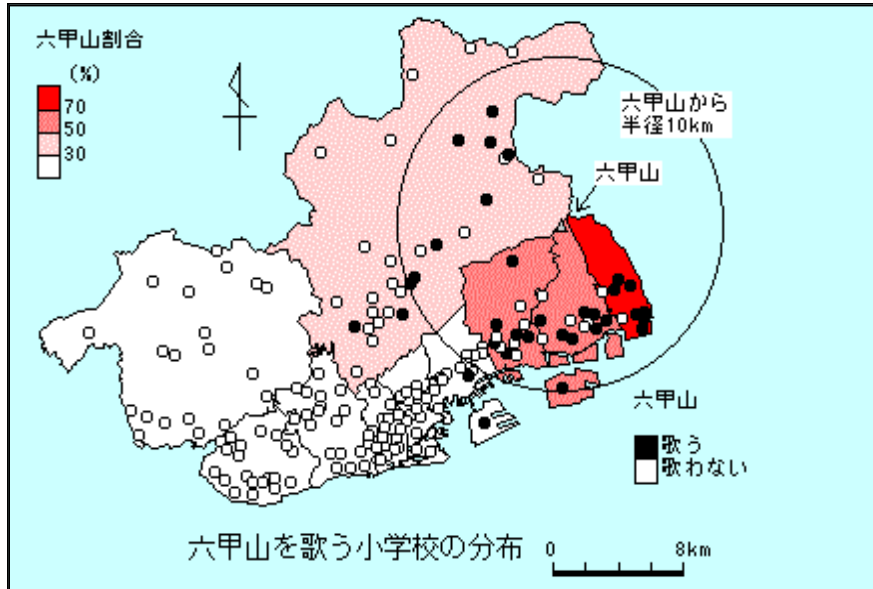 六甲山割合
(%)
70
50
30
六甲山から
半径10km
六甲山
六甲山
歌う
歌わない
六甲山を歌う小学校の分布
0
8km